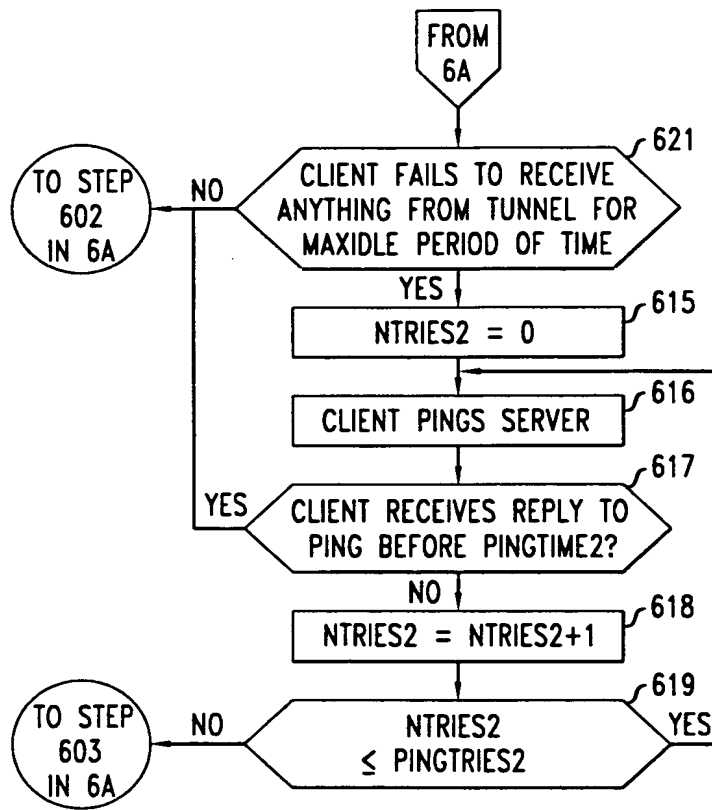 FROM
6A
621
CLIENT FAILS TO RECEIVE
ANYTHING FROM TUNNEL FOR
MAXIDLE PERIOD OF TIME
NO
TO STEP
602
IN 6A
YES
615
NTRIES2 = 0
616
CLIENT PINGS SERVER
617
CLIENT RECEIVES REPLY TO
PING BEFORE PINGTIME2?
YES
NO
618
NTRIES2 = NTRIES2+1
619
NTRIES2
≤ PINGTRIES2
YES
NO
TO STEP
603
IN 6A